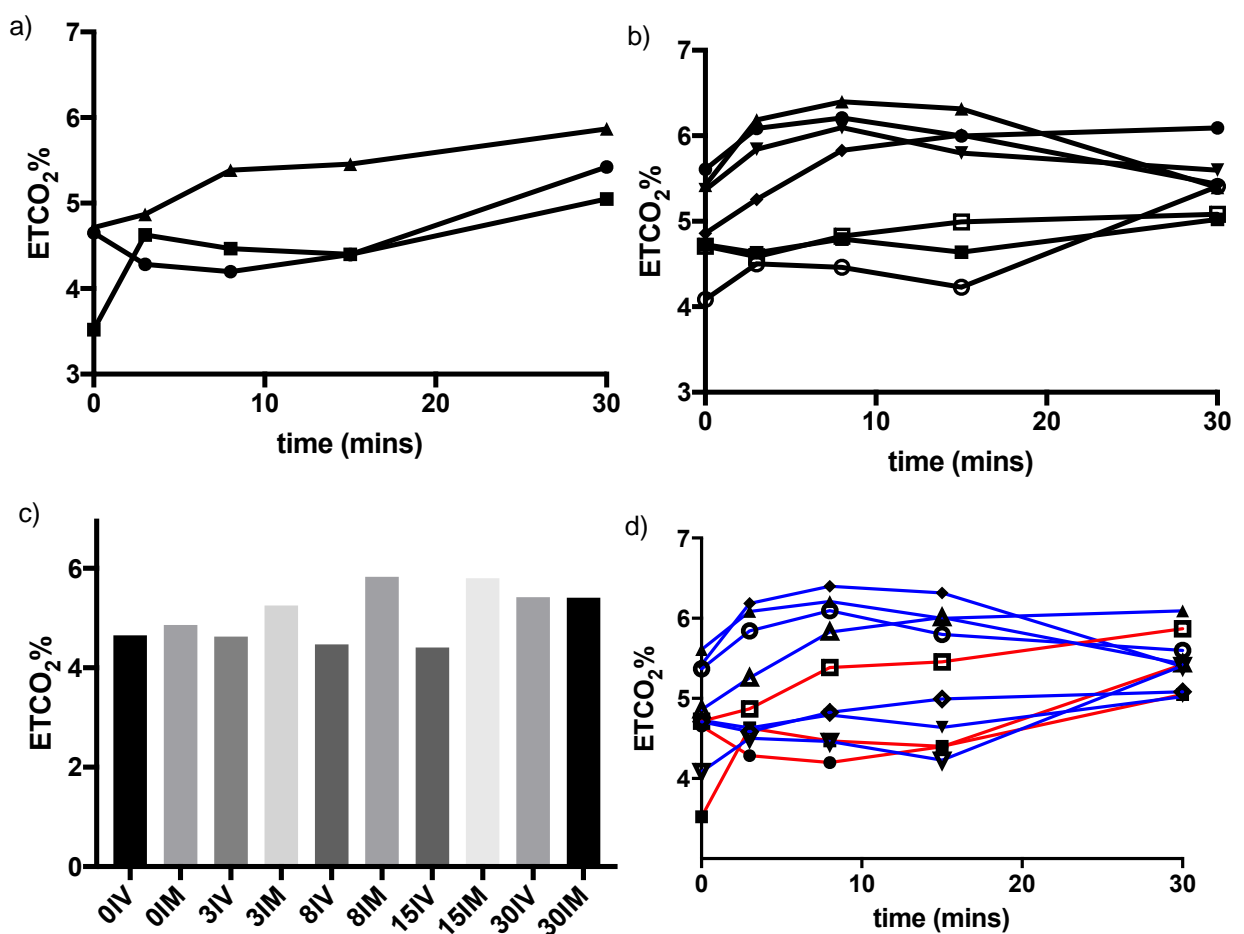 a)
7
6
5
4
3
ETCO2%
0
10
20
30
time (mins)
b)
7
6
5
4
3
ETCO2%
0
10
20
30
time (mins)
c)
6
4
2
0
ETCO2%
0IV
0IM
3IV
3IM
8IV
8IM
15IV
15IM
30IV
30IM
d)
7
6
5
4
ETCO2%
0
10
20
30
time (mins)